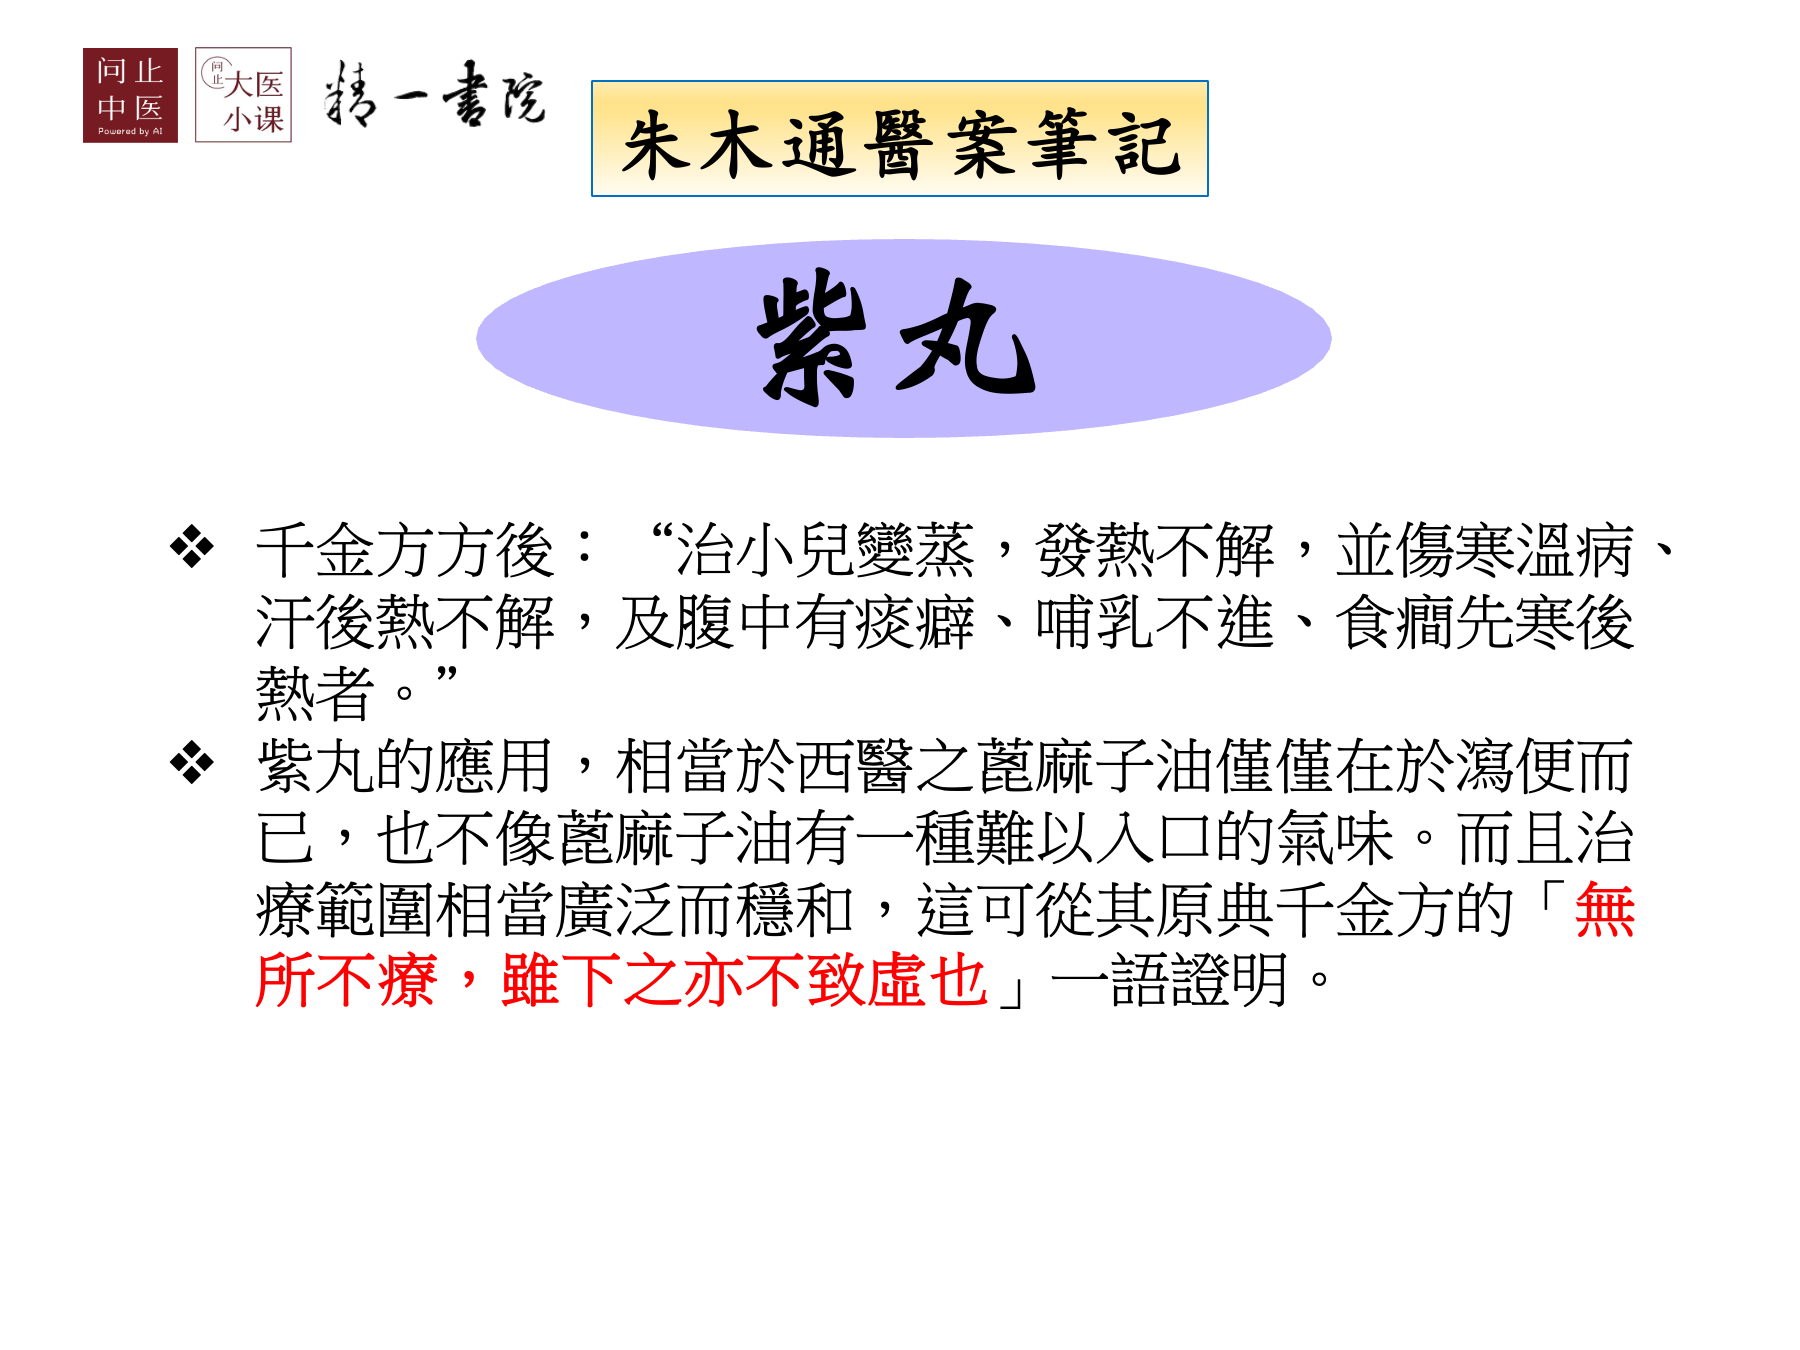 问止
中医
Powered by AI
问止
大医
小课
精一書院
朱木通醫案筆記
紫丸
❖ 千金方方後：“治小兒變蒸，發熱不解，並傷寒溫病、
汗後熱不解，及腹中有痰癖、哺乳不進、食癇先寒後
熱者。”
❖ 紫丸的應用，相當於西醫之蓖麻子油僅僅在於瀉便而
已，也不像蓖麻子油有一種難以入口的氣味。而且治
療範圍相當廣泛而穩和，這可從其原典千金方的「無
所不療，雖下之亦不致虛也」一語證明。